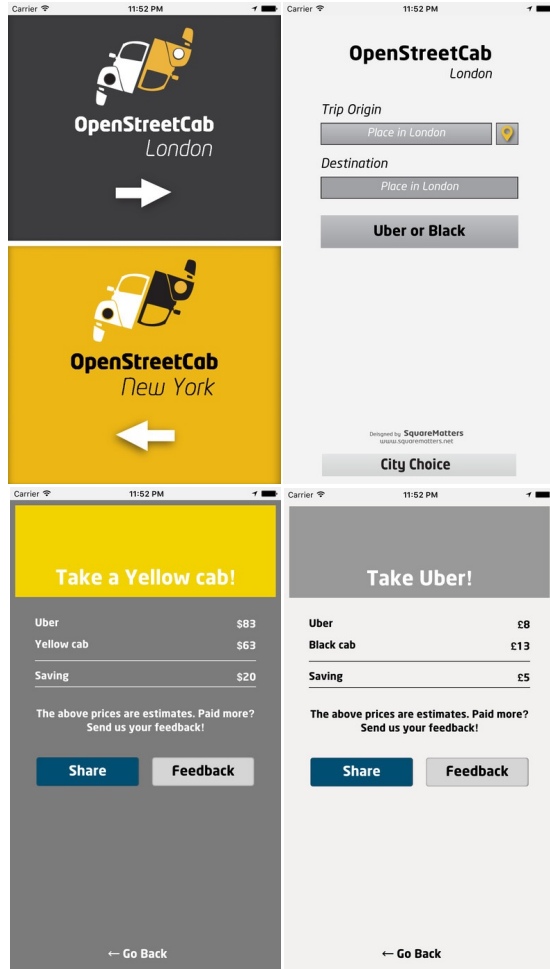 Carrier 11:52 PM
OpenStreetCab
London
OpenStreetCab
New York
Carrier 11:52 PM
OpenStreetCab
London
Trip Origin
Place in London
Destination
Place in London
Uber or Black
Designed by SquareMatters
www.squarematters.net
City Choice
Carrier 11:52 PM
Take a Yellow cab!
Uber $83
Yellow cab $63
Saving $20
The above prices are estimates. Paid more?
Send us your feedback!
Share Feedback
← Go Back
Carrier 11:52 PM
Take Uber!
Uber £8
Black cab £13
Saving £5
The above prices are estimates. Paid more?
Send us your feedback!
Share Feedback
← Go Back